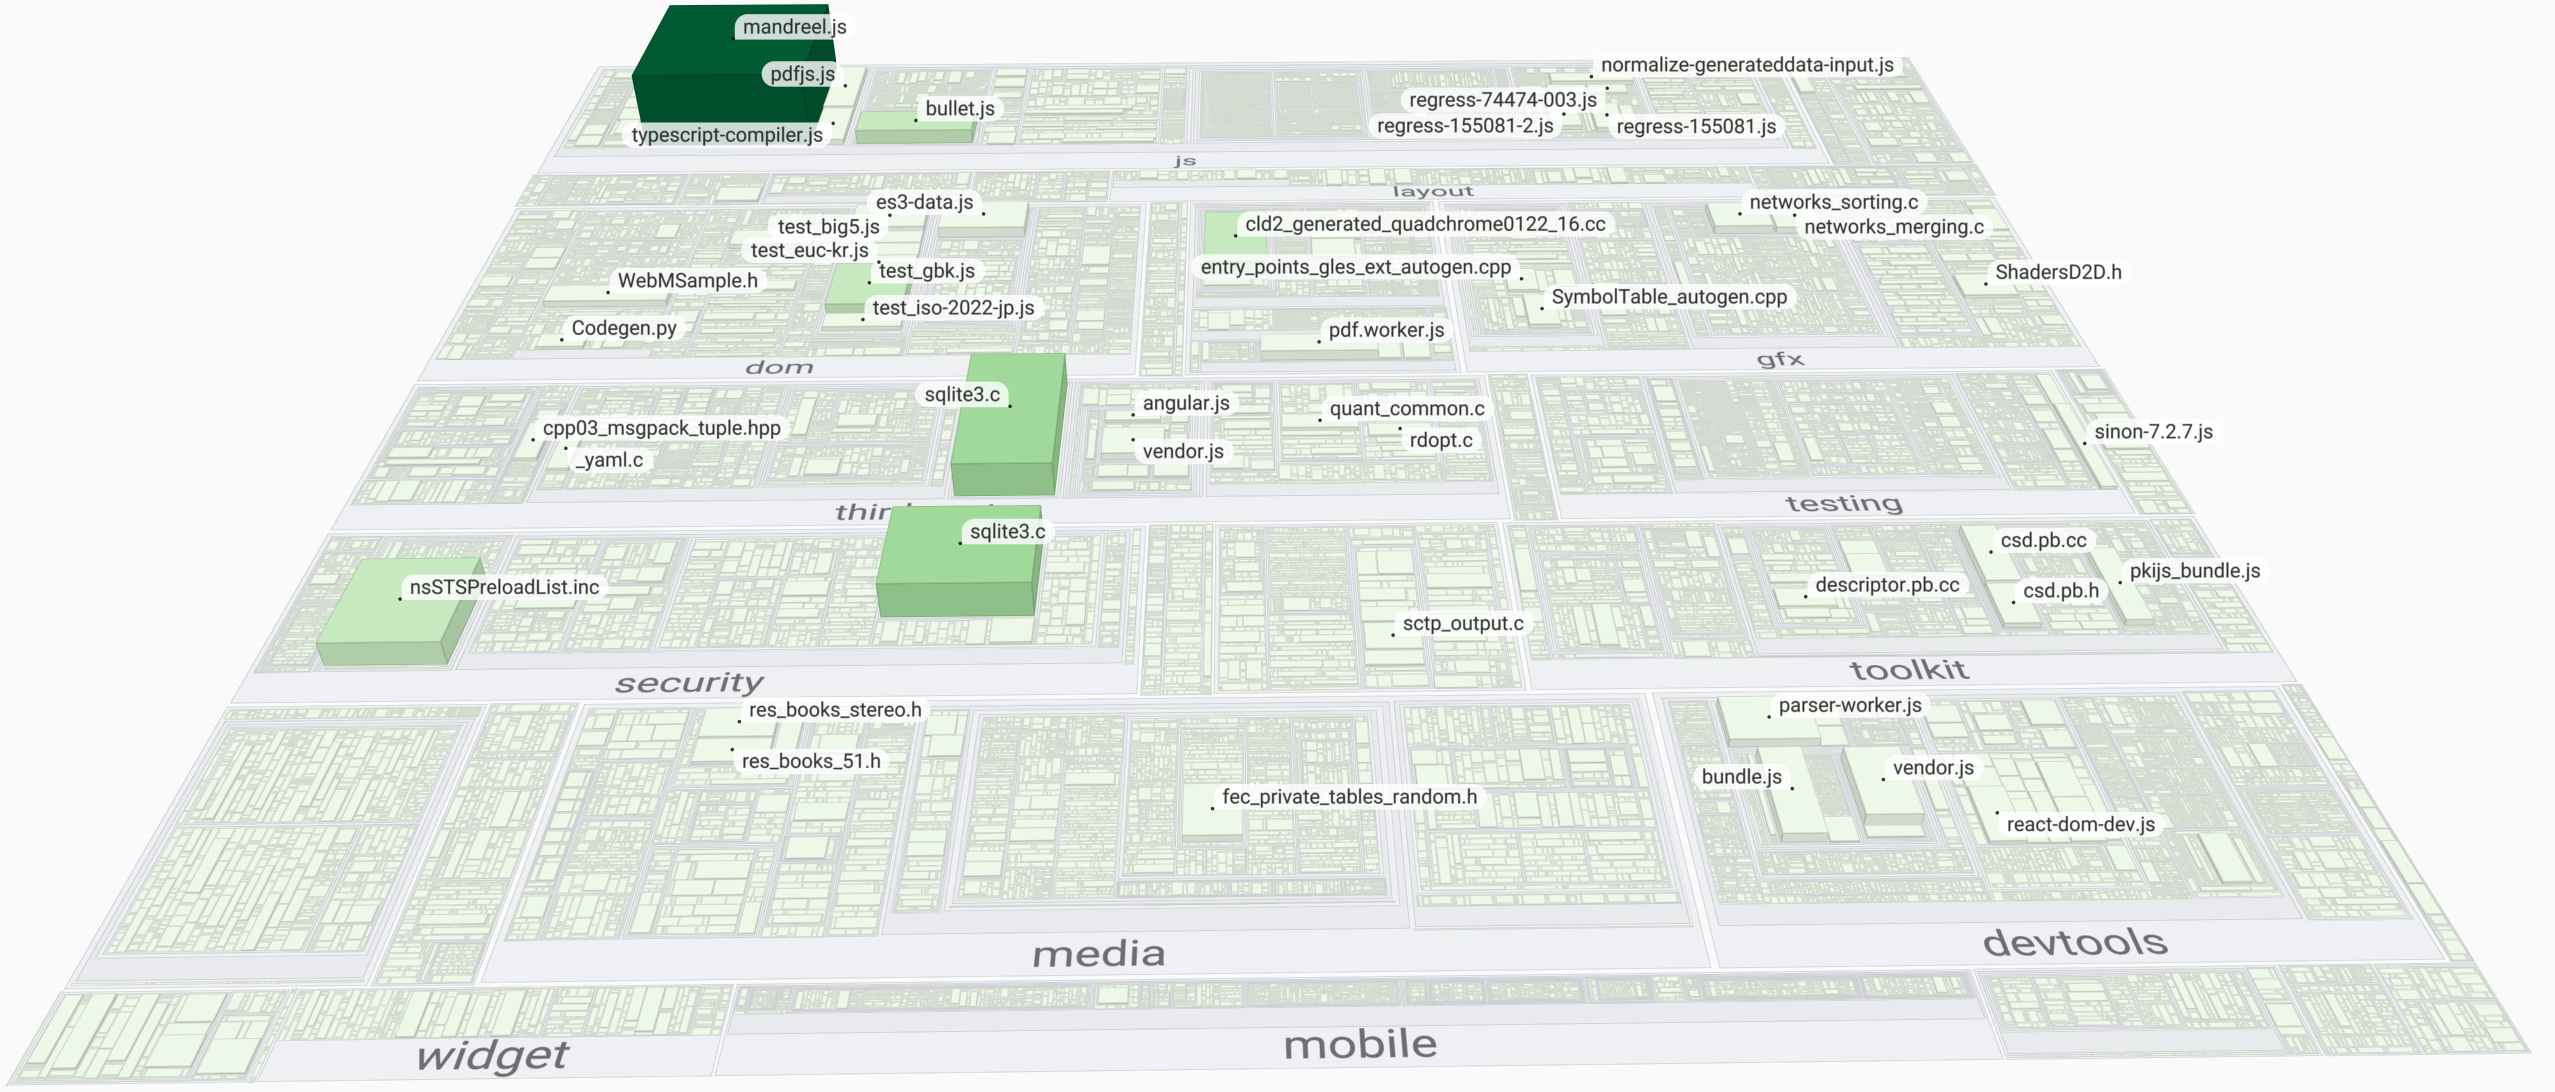 mandreel.js
normalize-generateddata-input.js
pdfjs.js
regress-74474-003.js
bullet.js
regress-155081-2.js
regress-155081.js
typescript-compiler.js
js
layout
es3-data.js
networks_sorting.c
test_big5.js
cld2_generated_quadchrome0122_16.cc
networks_merging.c
test_euc-kr.js
test_gbk.js
entry_points_gles_ext_autogen.cpp
ShadersD2D.h
WebMSample.h
SymbolTable_autogen.cpp
test_iso-2022-jp.js
Codegen.py
pdf.worker.js
dom
gfx
sqlite3.c
angular.js
quant_common.c
cpp03_msgpack_tuple.hpp
sinon-7.2.7.js
rdopt.c
vendor.js
_yaml.c
testing
sqlite3.c
csd.pb.cc
pkijs_bundle.js
nsSTSPreloadList.inc
descriptor.pb.cc
csd.pb.h
sctp_output.c
toolkit
security
parser-worker.js
res_books_stereo.h
res_books_51.h
vendor.js
bundle.js
fec_private_tables_random.h
react-dom-dev.js
devtools
media
mobile
widget